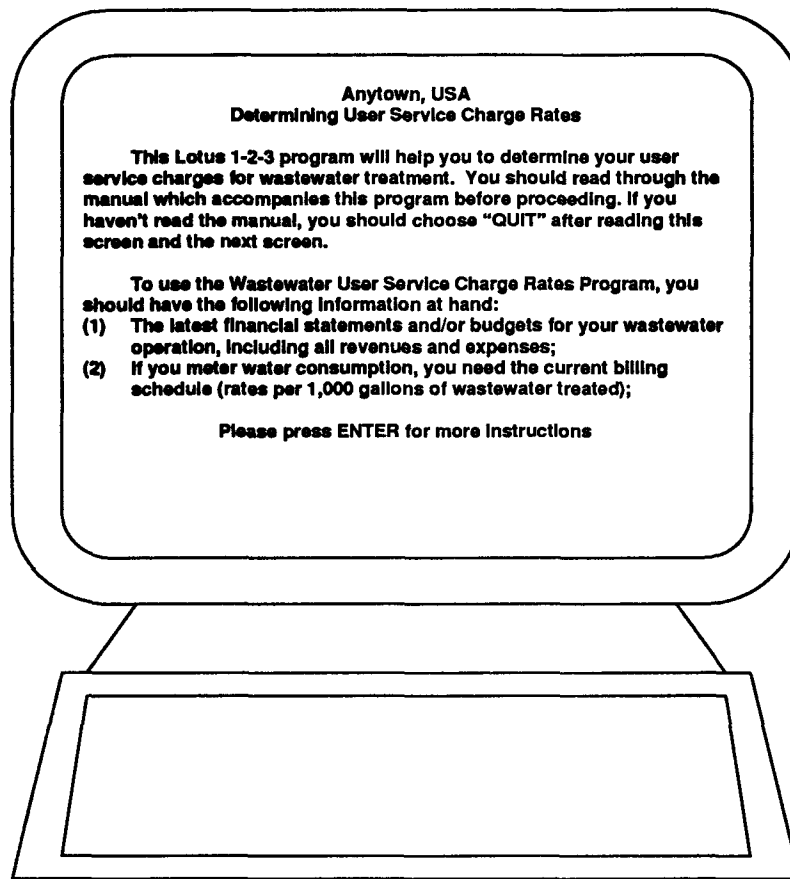 Anytown, USA
Determining User Service Charge Rates
This Lotus 1-2-3 program will help you to determine your user
service charges for wastewater treatment. You should read through the
manual which accompanies this program before proceeding. If you
haven't read the manual, you should choose "QUIT" after reading this
screen and the next screen.
To use the Wastewater User Service Charge Rates Program, you
should have the following information at hand:
(1) The latest financial statements and/or budgets for your wastewater
operation, including all revenues and expenses;
(2) If you meter water consumption, you need the current billing
schedule (rates per 1,000 gallons of wastewater treated);
Please press ENTER for more instructions